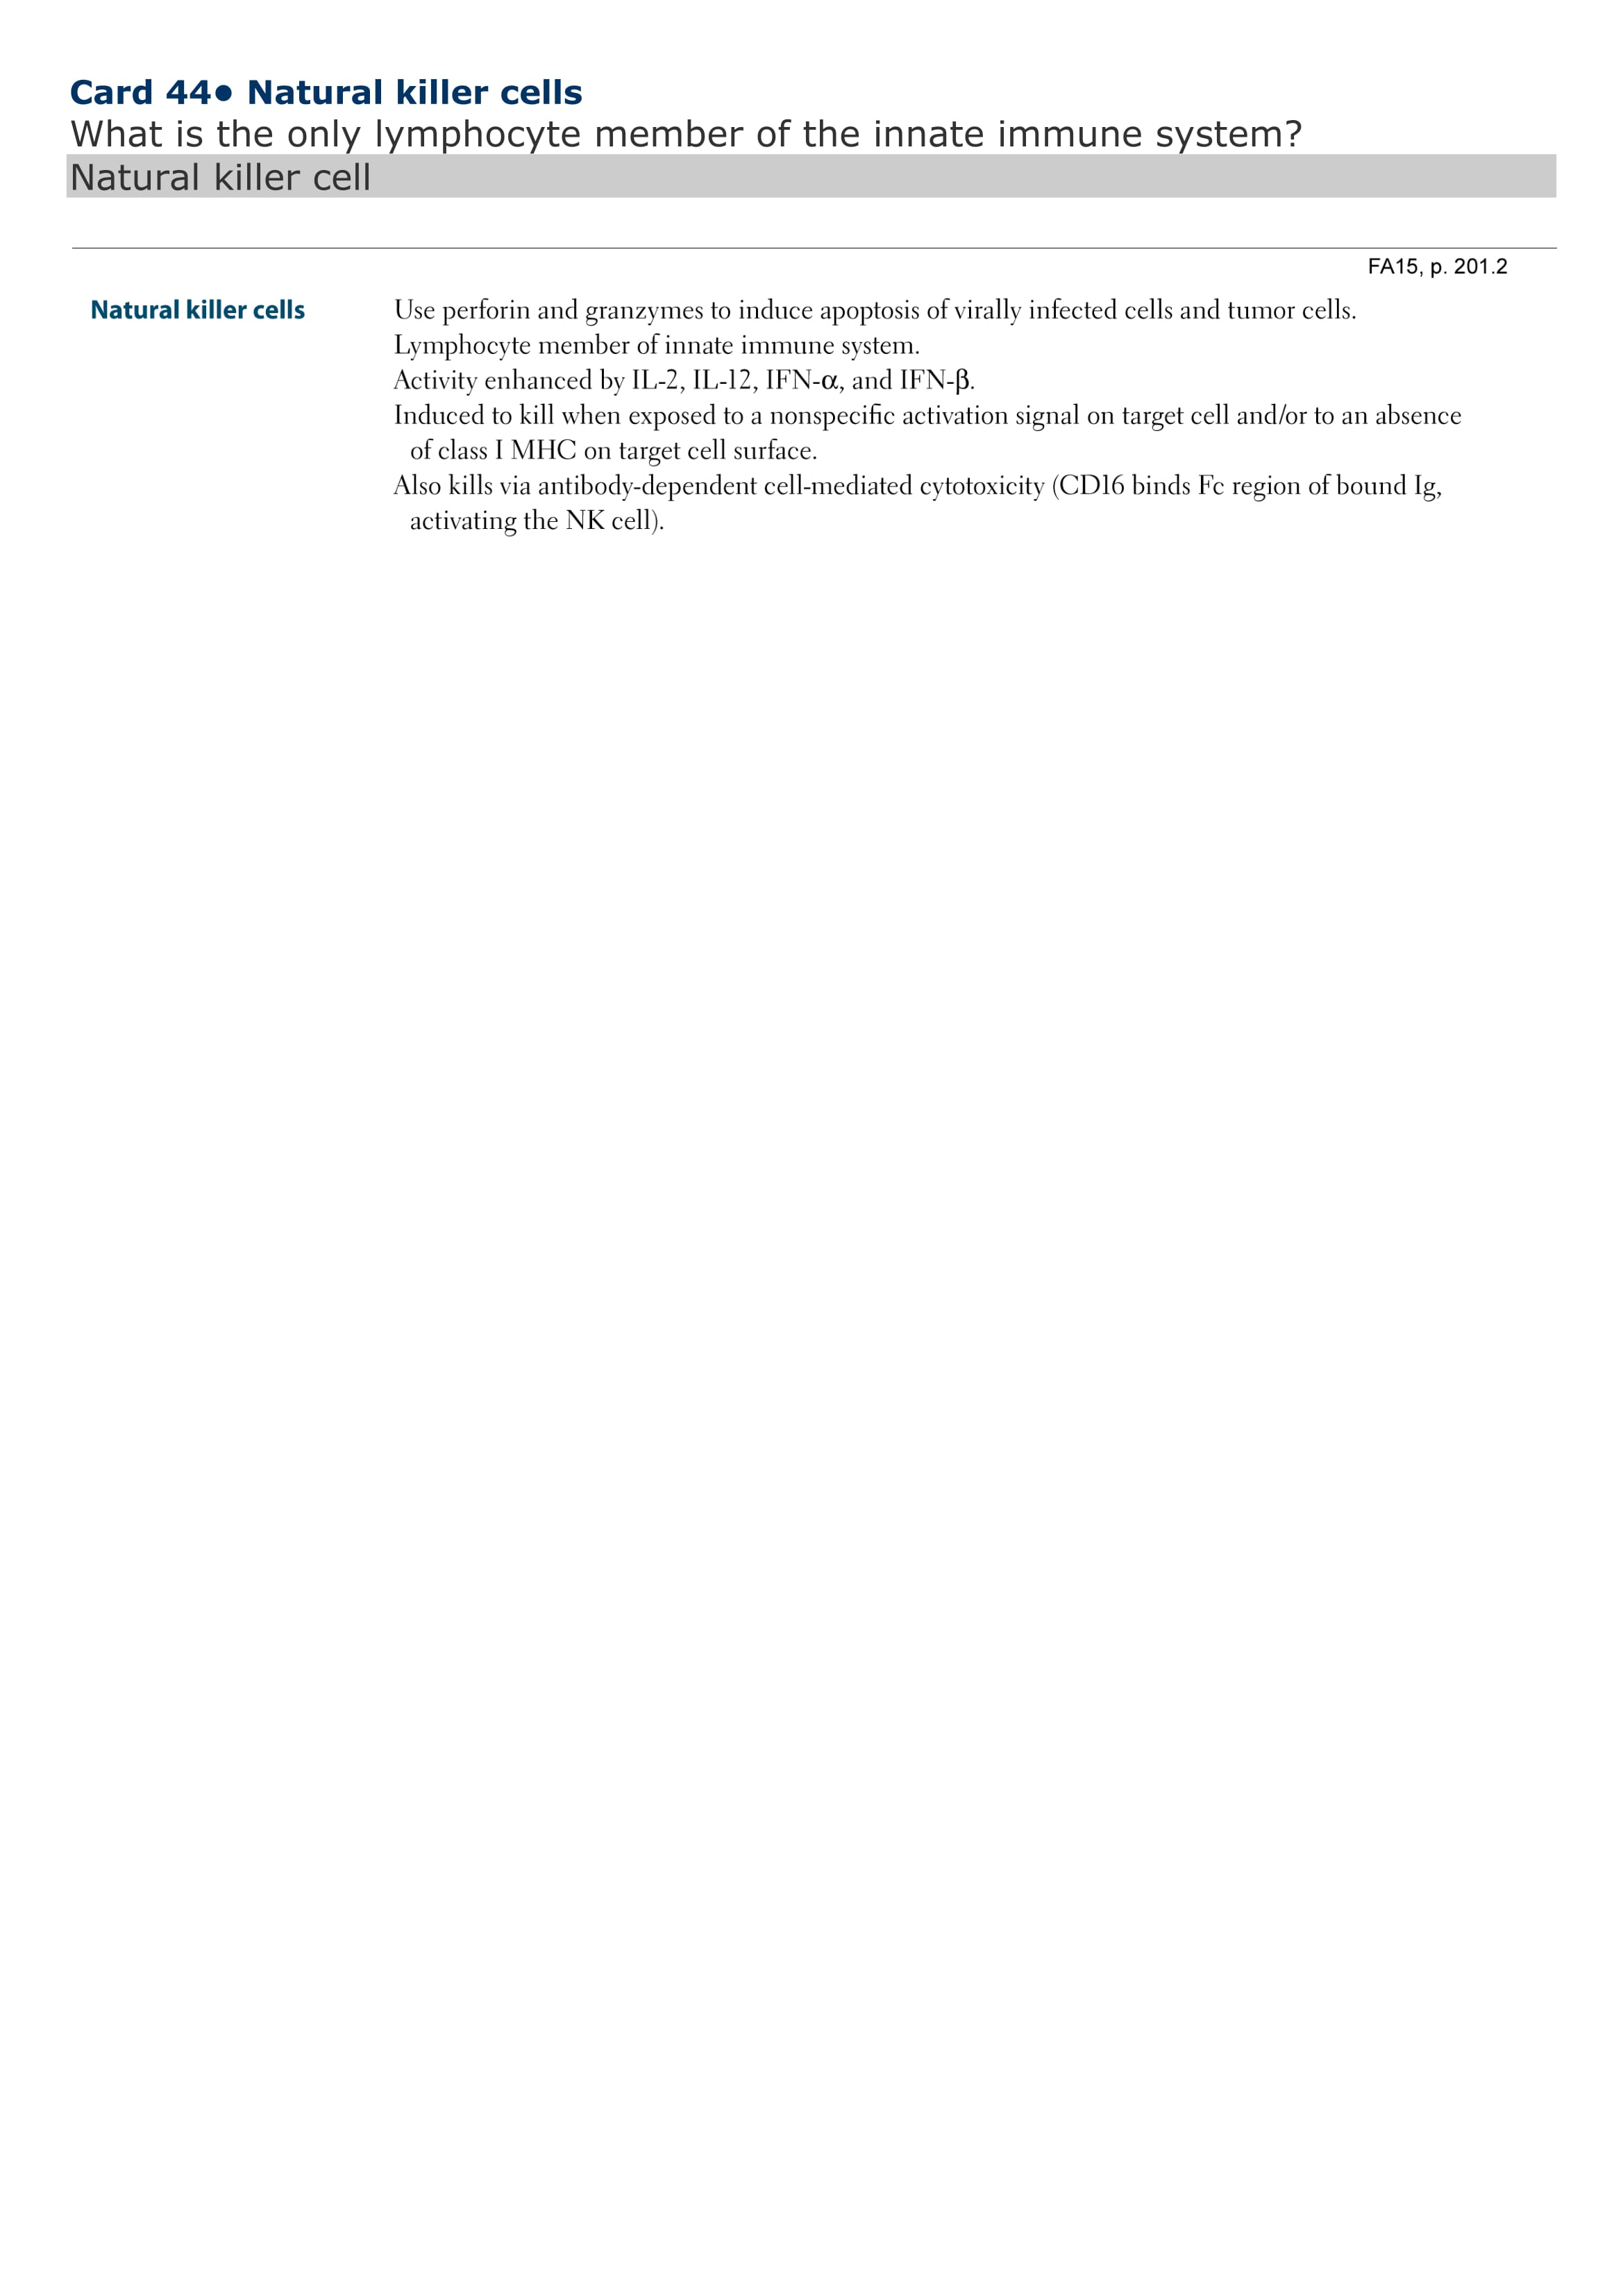 Card 44● Natural killer cells
What is the only lymphocyte member of the innate immune system?
Natural killer cell
FA15, p. 201.2
Natural killer cells
Use perforin and granzymes to induce apoptosis of virally infected cells and tumor cells.
Lymphocyte member of innate immune system.
Activity enhanced by IL-2, IL-12, IFN-α, and IFN-β.
Induced to kill when exposed to a nonspecific activation signal on target cell and/or to an absence
of class I MHC on target cell surface.
Also kills via antibody-dependent cell-mediated cytotoxicity (CD16 binds Fc region of bound Ig,
activating the NK cell).